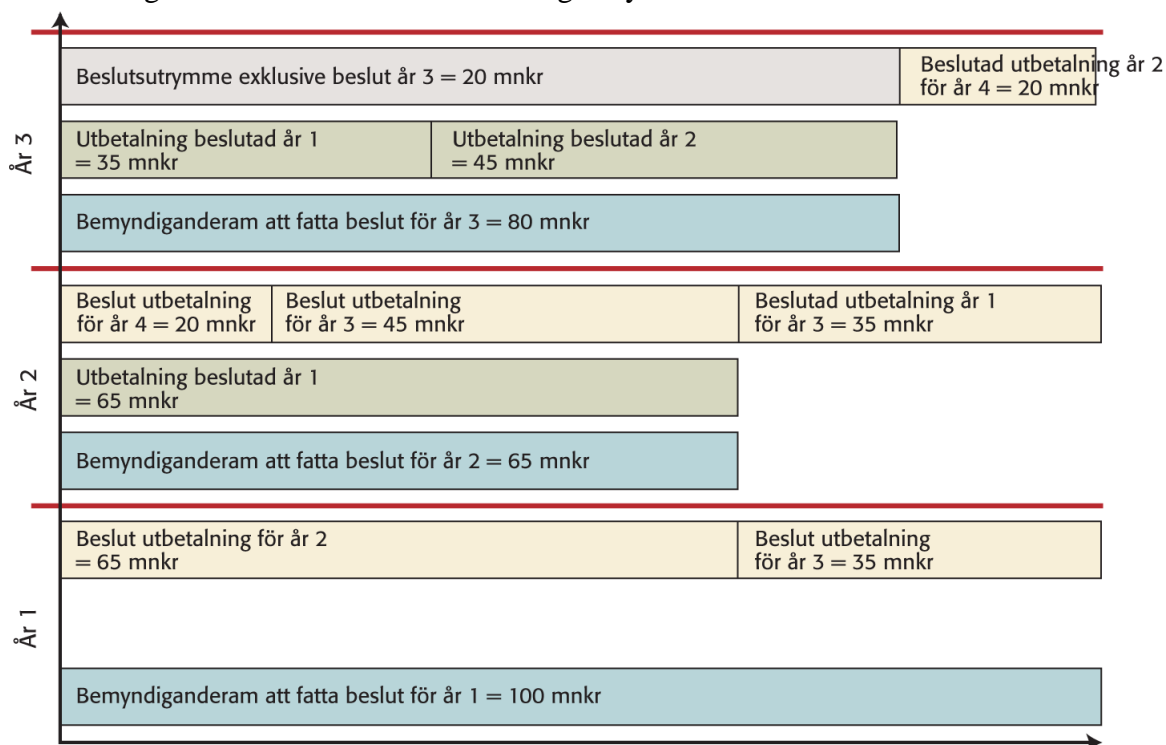 Beslutsutrymme exklusive beslut år 3 = 20 mnkr
Beslutad utbetalning år 2
för år 4 = 20 mnkr
År 3
Utbetalning beslutad år 1
= 35 mnkr
Utbetalning beslutad år 2
= 45 mnkr
Bemyndiganderam att fatta beslut för år 3 = 80 mnkr
Beslut utbetalning
för år 4 = 20 mnkr
Beslut utbetalning
för år 3 = 45 mnkr
Beslutad utbetalning år 1
för år 3 = 35 mnkr
År 2
Utbetalning beslutad år 1
= 65 mnkr
Bemyndiganderam att fatta beslut för år 2 = 65 mnkr
Beslut utbetalning för år 2
= 65 mnkr
Beslut utbetalning
för år 3 = 35 mnkr
År 1
Bemyndiganderam att fatta beslut för år 1 = 100 mnkr